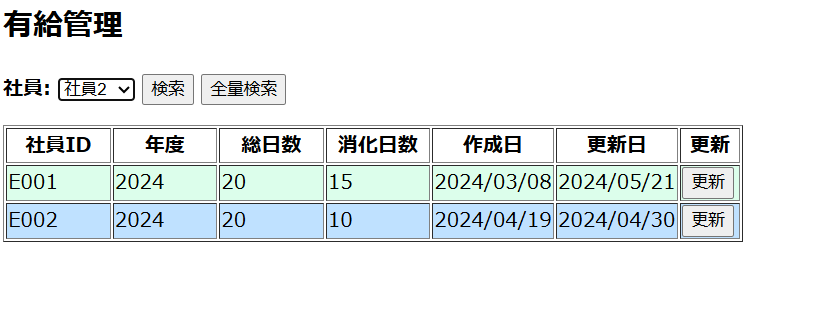 有給管理
社員: 社員2 検索 全量検索
社員ID 年度 総日数 消化日数 作成日 更新日 更新
E001 2024 20 15 2024/03/08 2024/05/21 更新
E002 2024 20 10 2024/04/19 2024/04/30 更新